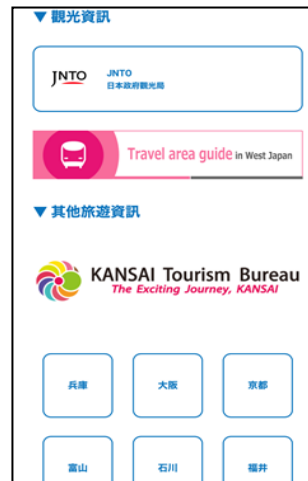 ▼ 觀光資訊
JNTO
JNTO
日本政府観光局
Travel area guide in West Japan
▼ 其他旅遊資訊
KANSAI Tourism Bureau
The Exciting Journey, KANSAI
兵庫 大阪 京都
富山 石川 福井